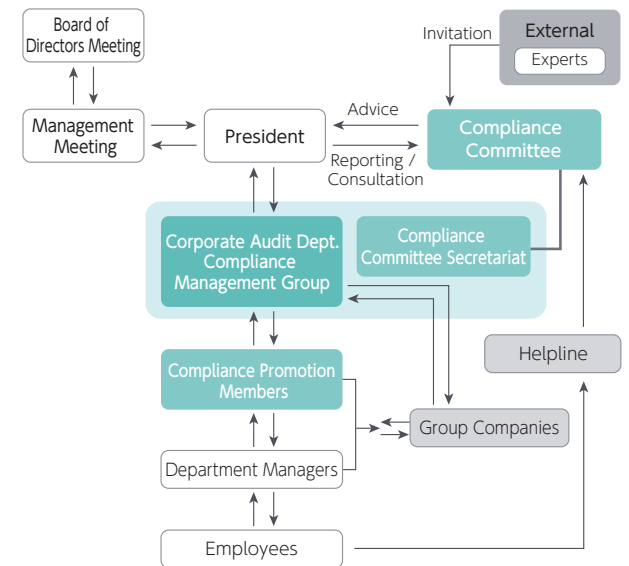 Board of
Directors Meeting
Invitation
External
Experts
Management
Meeting
President
Advice
Reporting /
Consultation
Compliance
Committee
Corporate Audit Dept.
Compliance
Management Group
Compliance
Committee Secretariat
Compliance Promotion
Members
Helpline
Group Companies
Department Managers
Employees